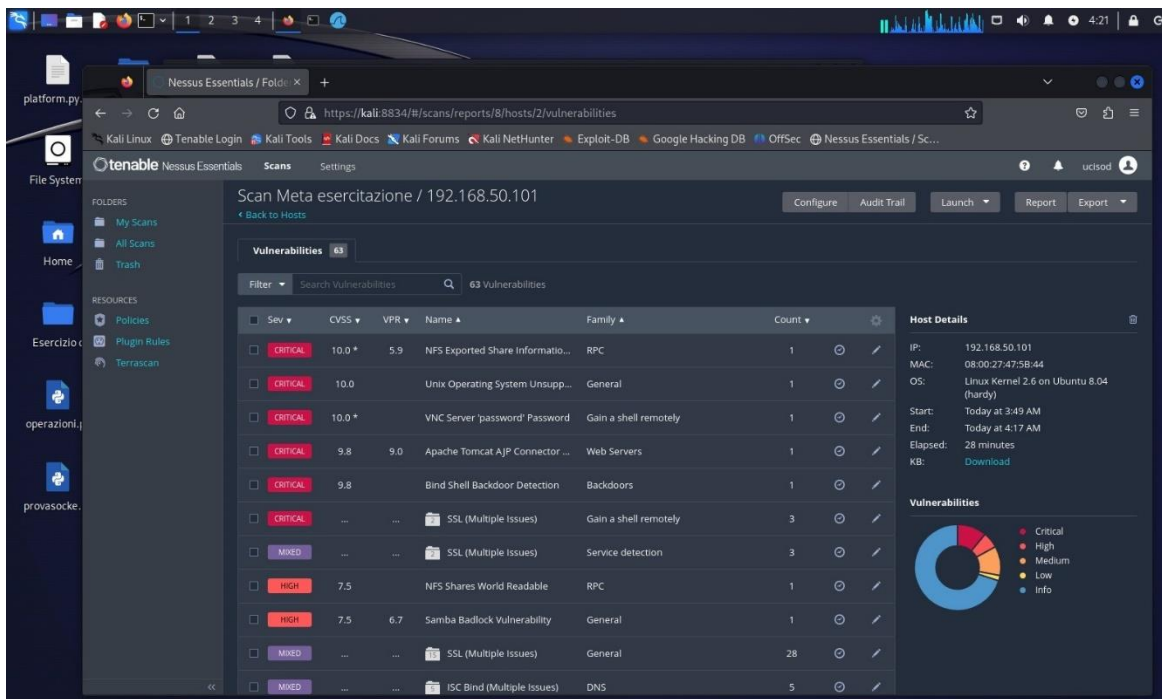 1 2 3 4
4:21
platform.py.
File System
Home
Esercizio
operazioni.p
provasocke.
Nessus Essentials / Folde
https://kali:8834/#/scans/reports/8/hosts/2/vulnerabilities
Kali Linux Tenable Login Kali Tools Kali Docs Kali Forums Kali NetHunter Exploit-DB Google Hacking DB OffSec Nessus Essentials / Sc...
tenable Nessus Essentials Scans Settings ucisod
FOLDERS
My Scans
All Scans
Trash
RESOURCES
Policies
Plugin Rules
Terrascan
Scan Meta esercitazione / 192.168.50.101
Configure Audit Trail Launch Report Export
Back to Hosts
Vulnerabilities 63
Filter Search Vulnerabilities 63 Vulnerabilities
Sev CVSS VPR Name Family Count
CRITICAL 10.0 * 5.9 NFS Exported Share Informatio... RPC 1
CRITICAL 10.0 Unix Operating System Unsupp... General 1
CRITICAL 10.0 * VNC Server 'password' Password Gain a shell remotely 1
CRITICAL 9.8 9.0 Apache Tomcat AJP Connector ... Web Servers 1
CRITICAL 9.8 Bind Shell Backdoor Detection Backdoors 1
CRITICAL ... ... SSL (Multiple Issues) Gain a shell remotely 3
MIXED ... ... SSL (Multiple Issues) Service detection 3
HIGH 7.5 NFS Shares World Readable RPC 1
HIGH 7.5 6.7 Samba Badlock Vulnerability General 1
MIXED ... ... SSL (Multiple Issues) General 28
MIXED ... ... ISC Bind (Multiple Issues) DNS 5
Host Details
IP: 192.168.50.101
MAC: 08:00:27:47:5B:44
OS: Linux Kernel 2.6 on Ubuntu 8.04
(hardy)
Start: Today at 3:49 AM
End: Today at 4:17 AM
Elapsed: 28 minutes
KB: Download
Vulnerabilities
Critical
High
Medium
Low
Info